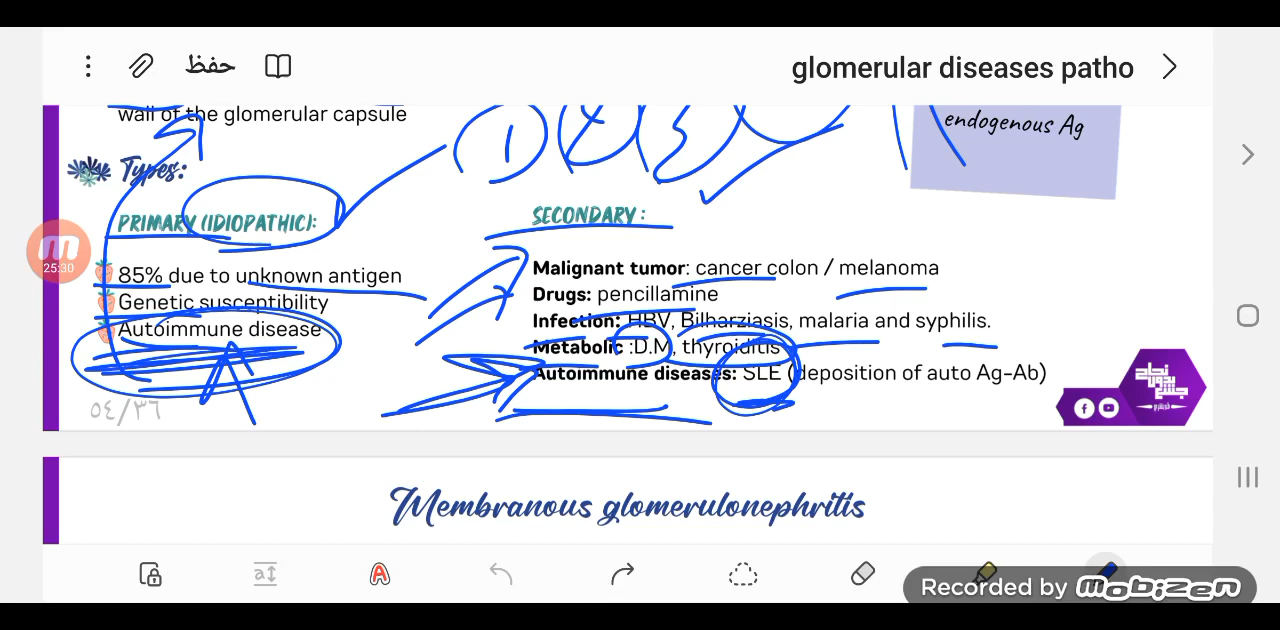 حفظ
glomerular diseases patho
wall of the glomerular capsule
endogenous Ag
Types:
PRIMARY (IDIOPATHIC):
85% due to unknown antigen
Genetic susceptibility
Autoimmune disease
SECONDARY :
Malignant tumor: cancer colon / melanoma
Drugs: pencillamine
Infection: HBV, Bilharziasis, malaria and syphilis.
Metabolic :D.M, thyroiditis
Autoimmune diseases: SLE (deposition of auto Ag-Ab)
25:30
٥٤/٣٦
Membranous glomerulonephritis
Recorded by mobizen